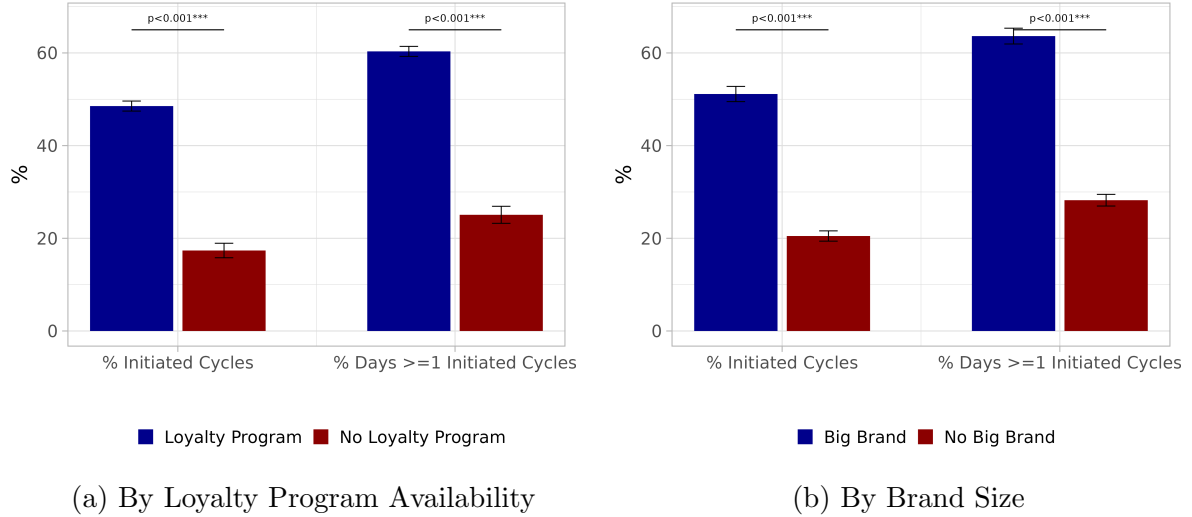 p<0.001***
p<0.001***
60
40
20
0
%
% Initiated Cycles
% Days >=1 Initiated Cycles
Loyalty Program
No Loyalty Program
(a) By Loyalty Program Availability
p<0.001***
p<0.001***
60
40
20
0
%
% Initiated Cycles
% Days >=1 Initiated Cycles
Big Brand
No Big Brand
(b) By Brand Size